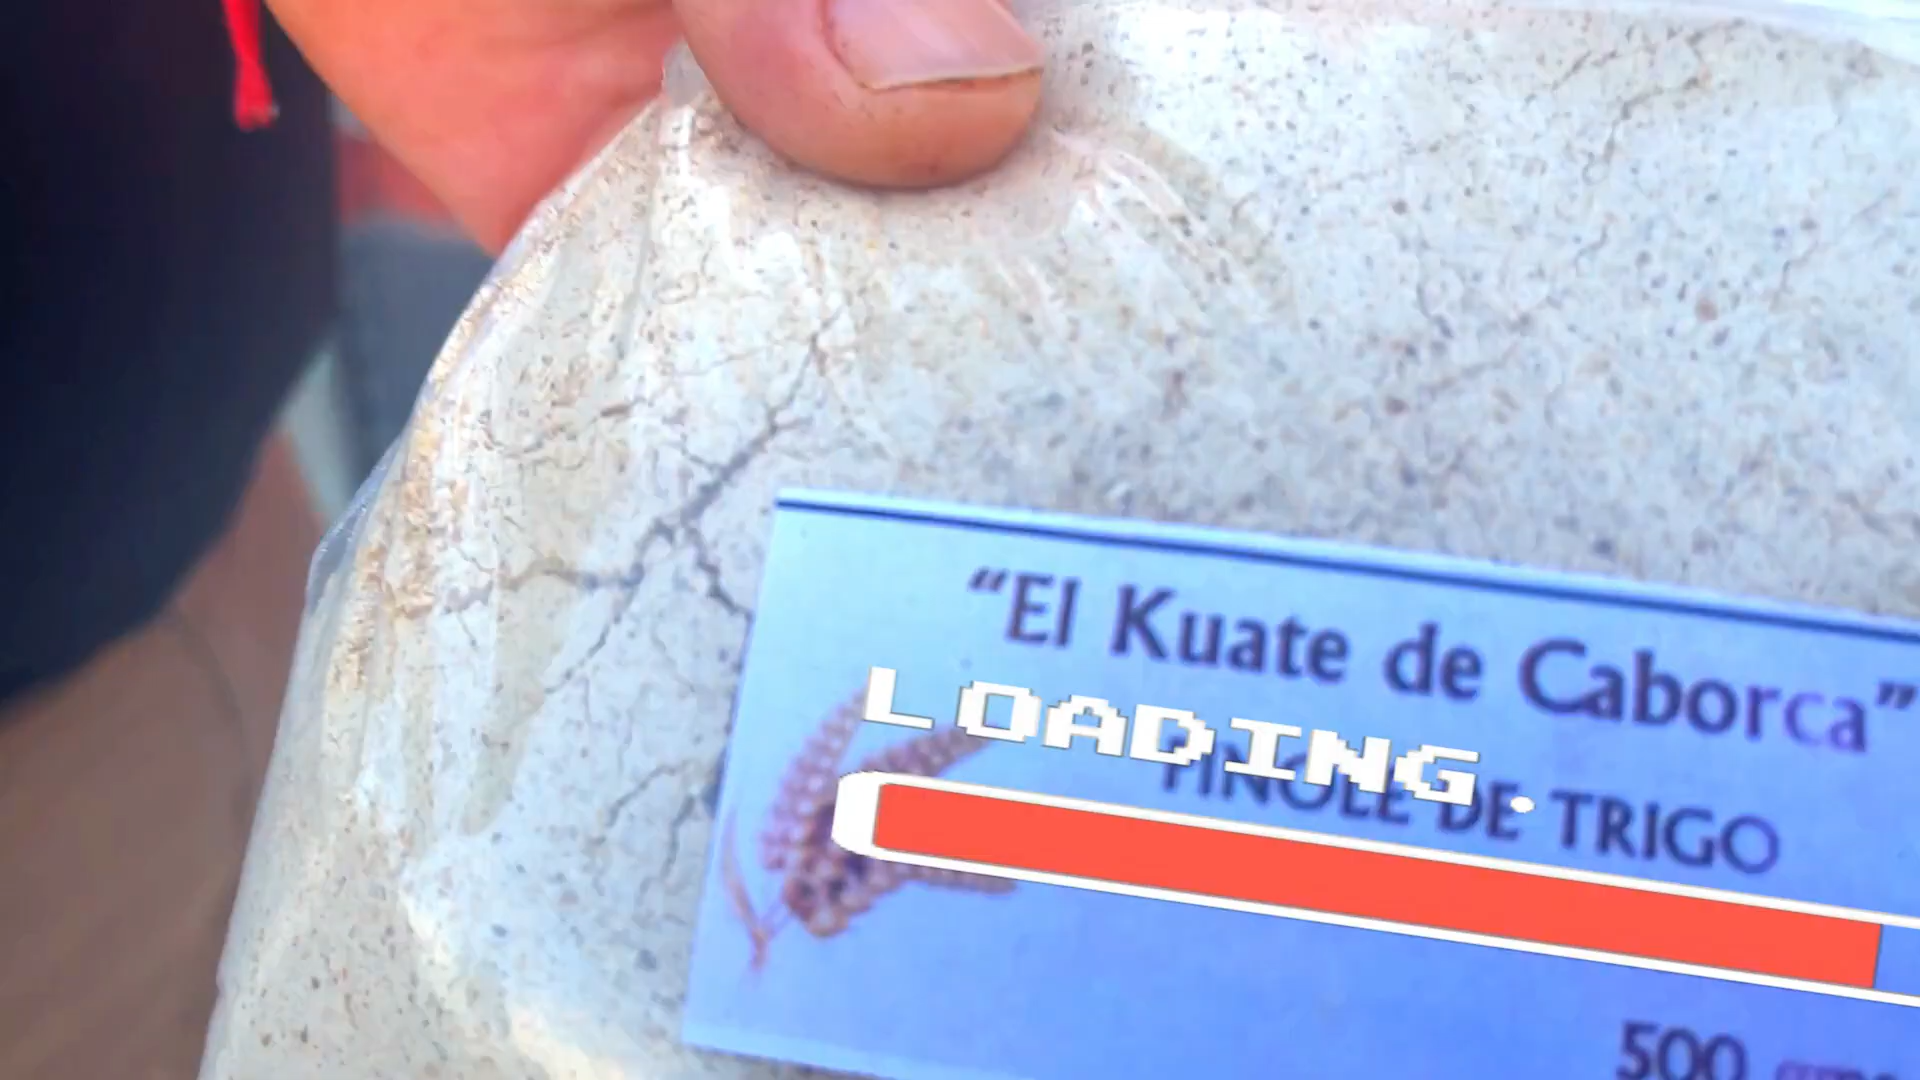 “El Kuate de Caborca”
LOADING.
PINOLE DE TRIGO
500